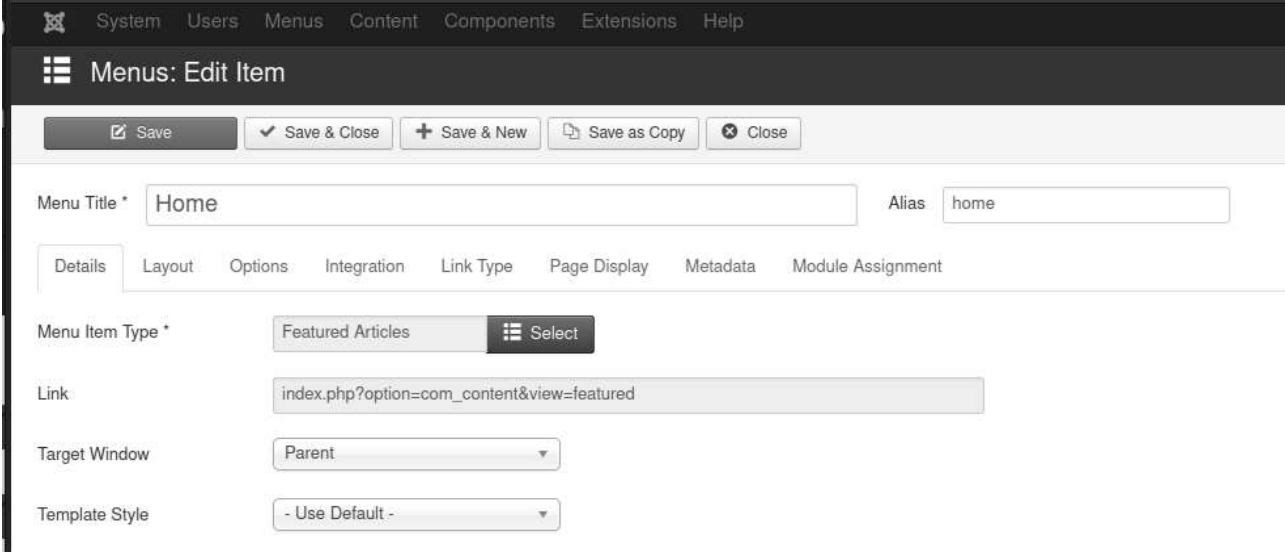 System Users Menus Content Components Extensions Help
Menus: Edit Item
Save Save & Close Save & New Save as Copy Close
Menu Title * Home Alias home
Details Layout Options Integration Link Type Page Display Metadata Module Assignment
Menu Item Type * Featured Articles Select
Link index.php?option=com_content&view=featured
Target Window Parent
Template Style - Use Default -